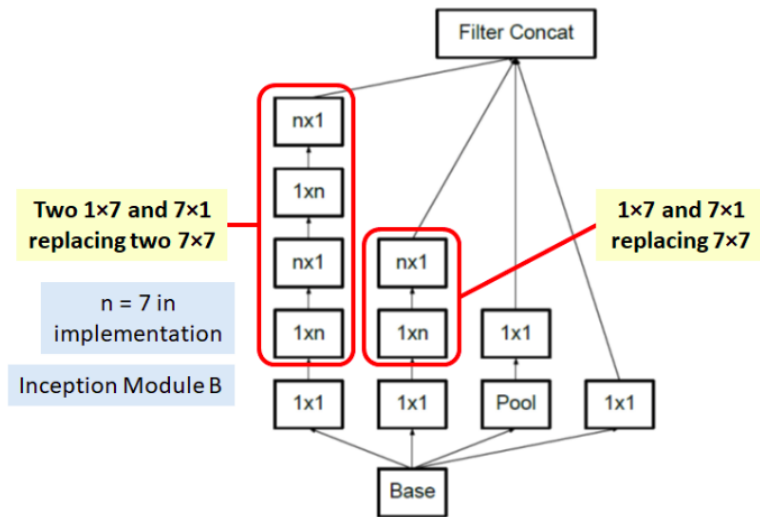 Filter Concat
nx1
1xn
Two 1×7 and 7×1
replacing two 7×7
1×7 and 7×1
replacing 7×7
nx1
nx1
n = 7 in
implementation
1xn
1xn
1x1
Inception Module B
1x1
1x1
Pool
1x1
Base